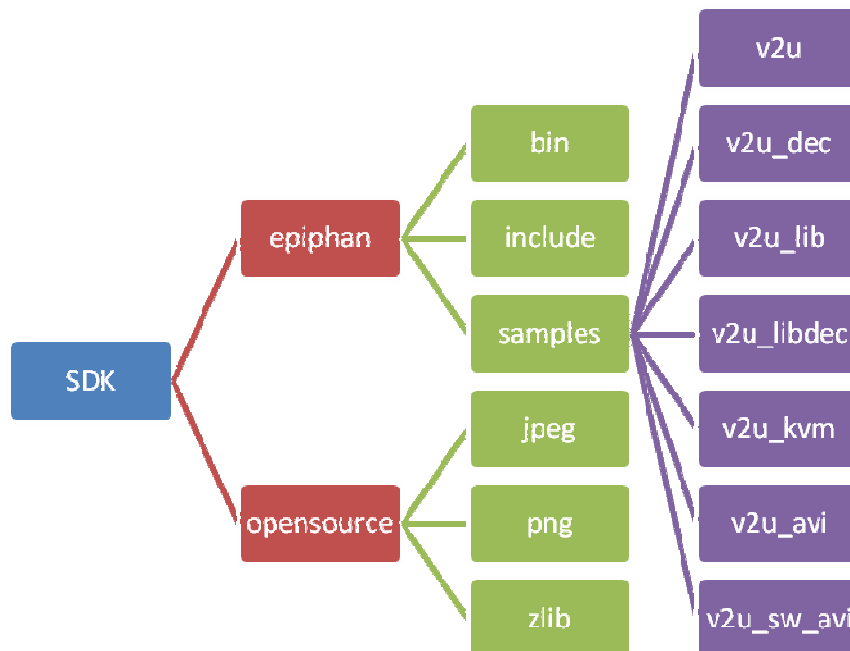 SDK
epiphan
opensource
bin
include
samples
jpeg
png
zlib
v2u
v2u_dec
v2u_lib
v2u_libdec
v2u_kvm
v2u_avi
v2u_sw_avi